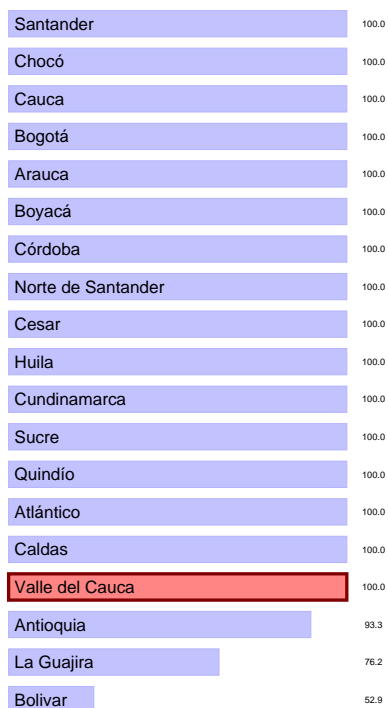 Santander 100.0
Chocó 100.0
Cauca 100.0
Bogotá 100.0
Arauca 100.0
Boyacá 100.0
Córdoba 100.0
Norte de Santander 100.0
Cesar 100.0
Huila 100.0
Cundinamarca 100.0
Sucre 100.0
Quindío 100.0
Atlántico 100.0
Caldas 100.0
Valle del Cauca 100.0
Antioquia 93.3
La Guajira 76.2
Bolivar 52.9